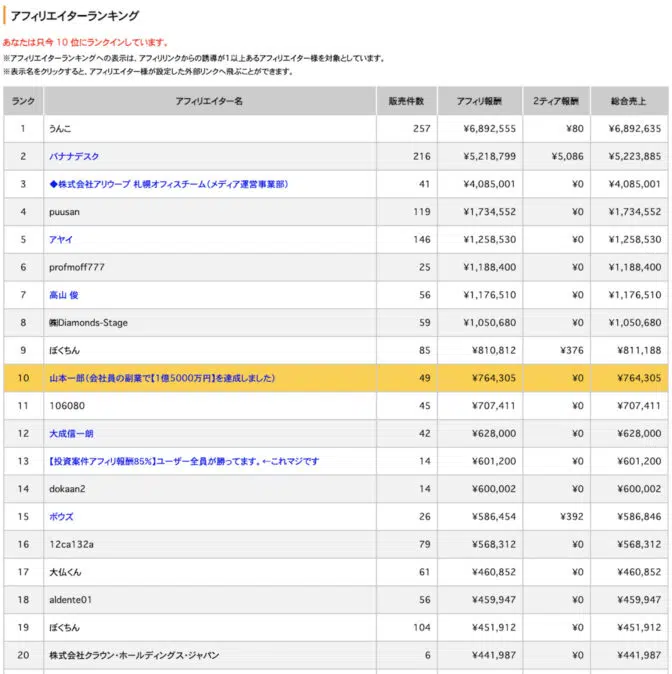 アフィリエイターランキング
あなたは只今 10 位にランクインしています。
※アフィリエイターランキングへの表示は、アフィリリンクからの誘導が1以上あるアフィリエイター様を対象としています。
※表示名をクリックすると、アフィリエイター様が設定した外部リンクへ飛ぶことができます。
ランク アフィリエイター名 販売件数 アフィリ報酬 2ティア報酬 総合売上
1 うんこ 257 ¥6,892,555 ¥80 ¥6,892,635
2 バナナデスク 216 ¥5,218,799 ¥5,086 ¥5,223,885
3 ◆株式会社アリウープ 札幌オフィスチーム(メディア運営事業部) 41 ¥4,085,001 ¥0 ¥4,085,001
4 puusan 119 ¥1,734,552 ¥0 ¥1,734,552
5 アヤイ 146 ¥1,258,530 ¥0 ¥1,258,530
6 profmoff777 25 ¥1,188,400 ¥0 ¥1,188,400
7 高山 俊 56 ¥1,176,510 ¥0 ¥1,176,510
8 ㈱Diamonds-Stage 59 ¥1,050,680 ¥0 ¥1,050,680
9 ぼくちん 85 ¥810,812 ¥376 ¥811,188
10 山本一郎(会社員の副業で【1億5000万円】を達成しました) 49 ¥764,305 ¥0 ¥764,305
11 106080 45 ¥707,411 ¥0 ¥707,411
12 大成信一朗 42 ¥628,000 ¥0 ¥628,000
13 【投資案件アフィリ報酬85%】ユーザー全員が勝ってます。←これマジです 14 ¥601,200 ¥0 ¥601,200
14 dokaan2 14 ¥600,002 ¥0 ¥600,002
15 ボウズ 26 ¥586,454 ¥392 ¥586,846
16 12ca132a 79 ¥568,312 ¥0 ¥568,312
17 大仏くん 61 ¥460,852 ¥0 ¥460,852
18 aldente01 56 ¥459,947 ¥0 ¥459,947
19 ぼくちん 104 ¥451,912 ¥0 ¥451,912
20 株式会社クラウン・ホールディングス・ジャパン 6 ¥441,987 ¥0 ¥441,987